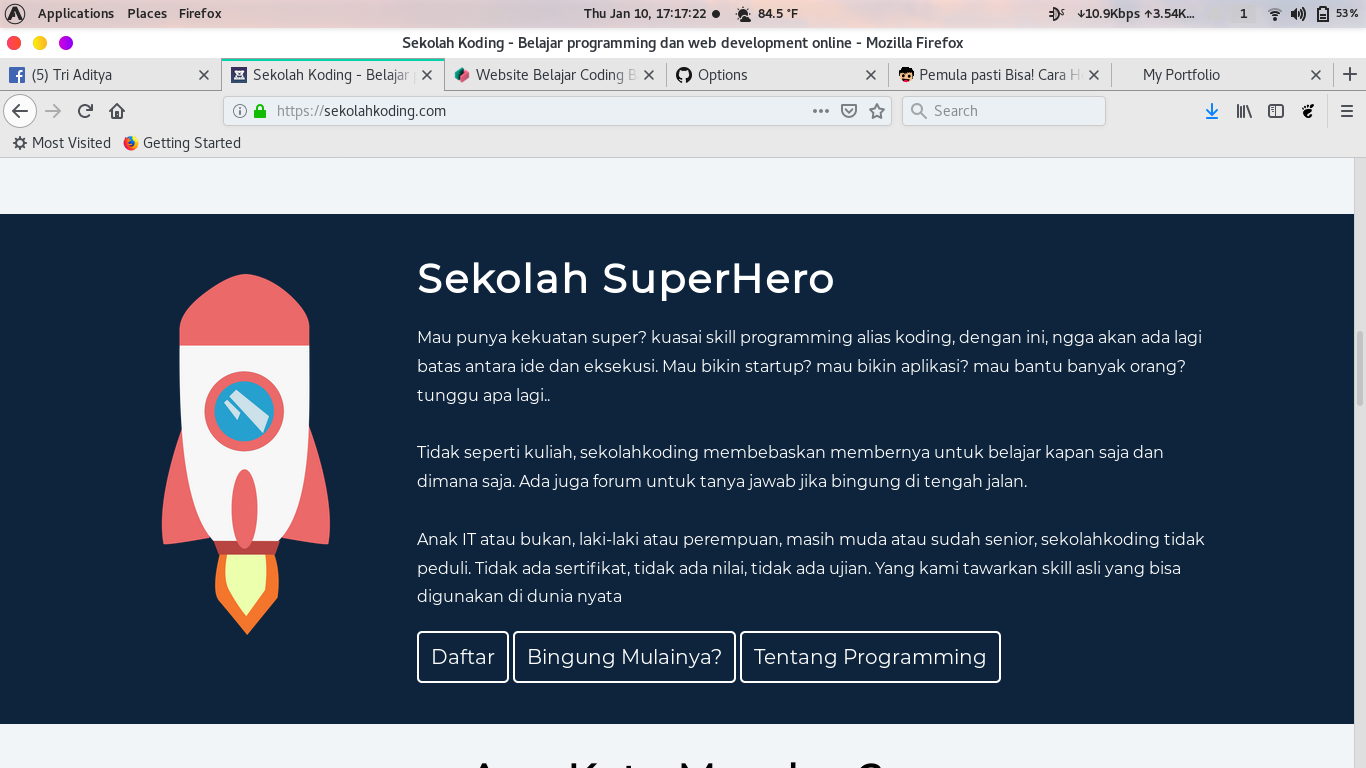 Applications Places Firefox Thu Jan 10, 17:17:22 84.5 °F ↓10.9Kbps ↑3.54K... 1 53%
Sekolah Koding - Belajar programming dan web development online - Mozilla Firefox
(5) Tri Aditya Sekolah Koding - Belajar Website Belajar Coding B Options Pemula pasti Bisa! Cara H My Portfolio
https://sekolahkoding.com Search
Most Visited Getting Started
Sekolah SuperHero
Mau punya kekuatan super? kuasai skill programming alias koding, dengan ini, ngga akan ada lagi
batas antara ide dan eksekusi. Mau bikin startup? mau bikin aplikasi? mau bantu banyak orang?
tunggu apa lagi..
Tidak seperti kuliah, sekolahkoding membebaskan membernya untuk belajar kapan saja dan
dimana saja. Ada juga forum untuk tanya jawab jika bingung di tengah jalan.
Anak IT atau bukan, laki-laki atau perempuan, masih muda atau sudah senior, sekolahkoding tidak
peduli. Tidak ada sertifikat, tidak ada nilai, tidak ada ujian. Yang kami tawarkan skill asli yang bisa
digunakan di dunia nyata
Daftar Bingung Mulainya? Tentang Programming